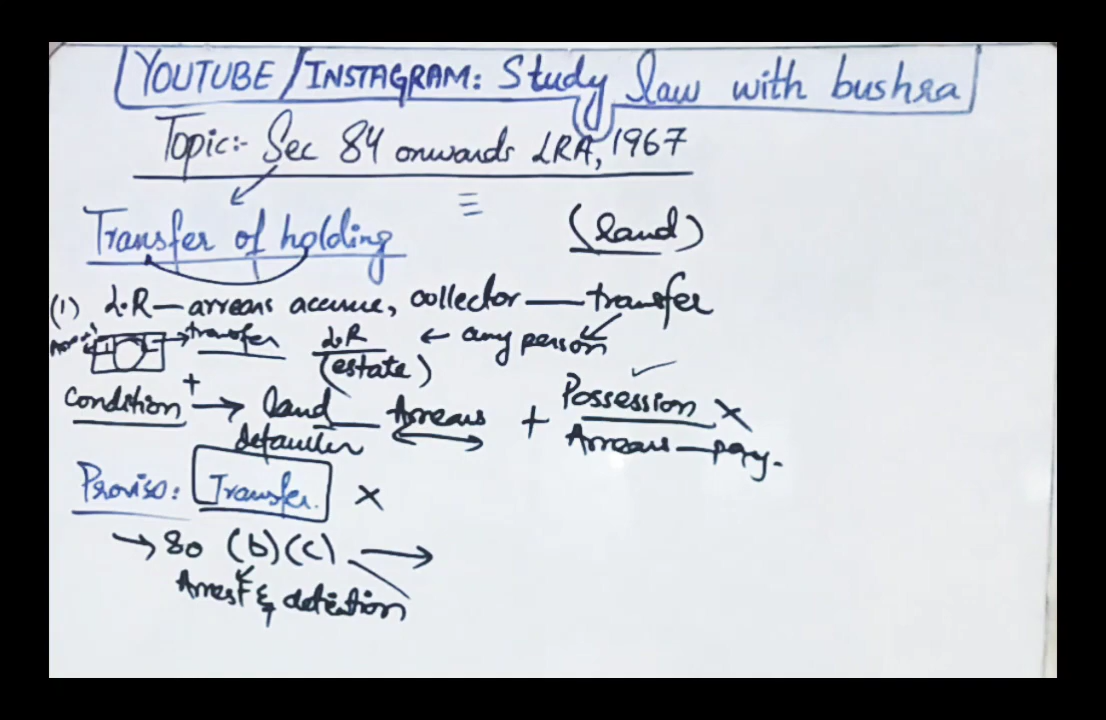 YOUTUBE / INSTAGRAM: Study law with bushra
Topic:- Sec 84 onwards LRA, 1967
Transfer of holding (land)
(1) L.R — arrears accrue, collector — transfer
transfer L.R ← any person
(estate)
Condition + → land Arrears + Possession ✓ X
defaulter Arrears — pay.
Proviso: Transfer. X
→ 80 (b) (c) →
Arrest & detention